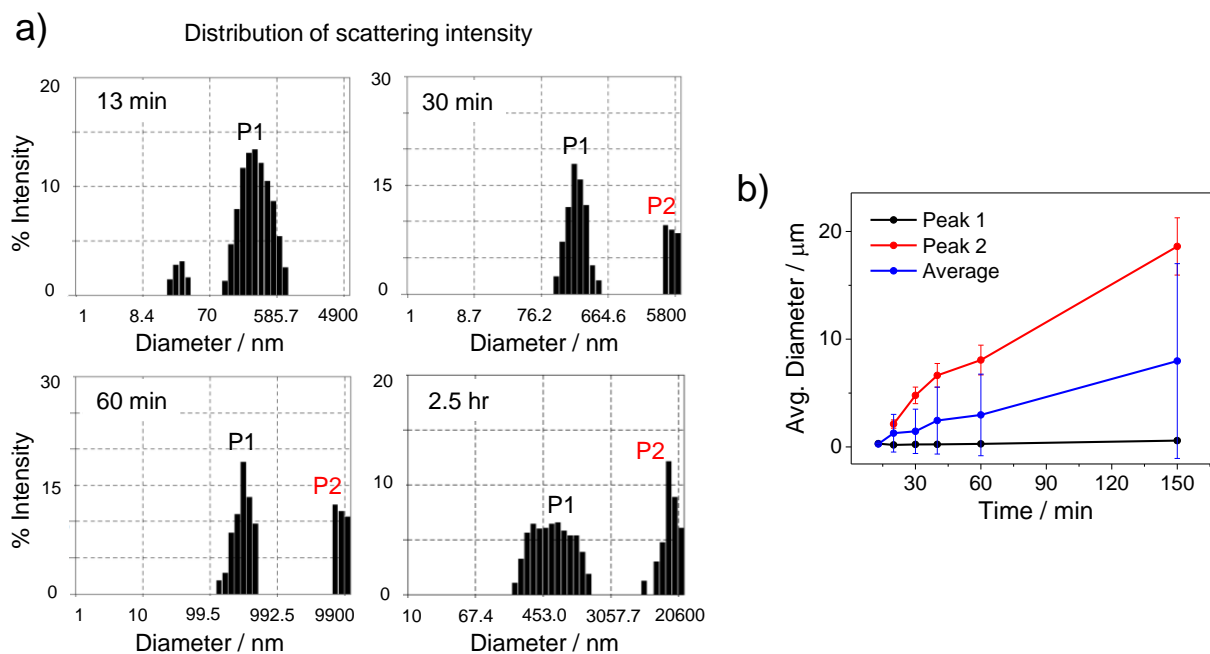 a)
Distribution of scattering intensity
13 min
P1
% Intensity
20
10
0
1 8.4 70 585.7 4900
Diameter / nm
30 min
P1
P2
30
15
0
1 8.7 76.2 664.6 5800
Diameter / nm
60 min
P1
P2
% Intensity
30
15
0
1 10 99.5 992.5 9900
Diameter / nm
2.5 hr
P1
P2
20
10
0
10 67.4 453.0 3057.7 20600
Diameter / nm
b)
Peak 1
Peak 2
Average
Avg. Diameter / μm
20
10
0
30 60 90 120 150
Time / min